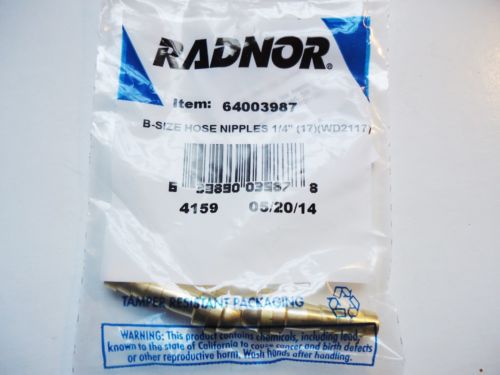 RADNOR®
Item: 64003987
B-SIZE HOSE NIPPLES 1/4" (17)(WD2117)
8
4159 05/20/14
TAMPER RESISTANT PACKAGING
WARNING: This product contains chemicals, including lead,
known to the state of California to cause cancer and birth defects
or other reproductive harm. Wash hands after handling.